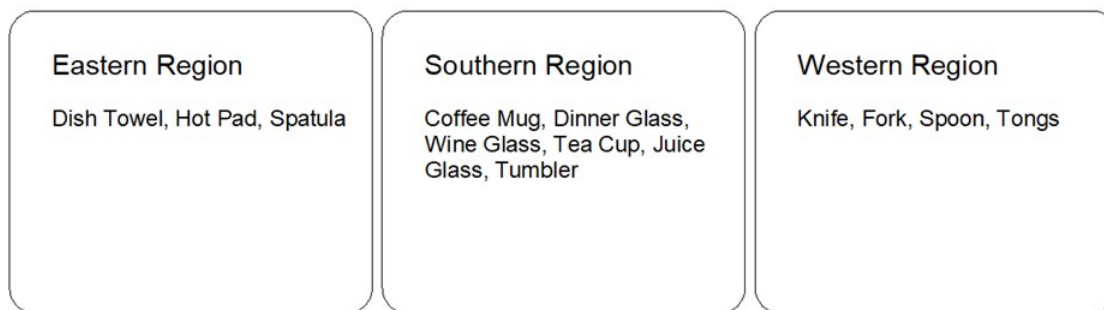 Eastern Region
Dish Towel, Hot Pad, Spatula
Southern Region
Coffee Mug, Dinner Glass,
Wine Glass, Tea Cup, Juice
Glass, Tumbler
Western Region
Knife, Fork, Spoon, Tongs